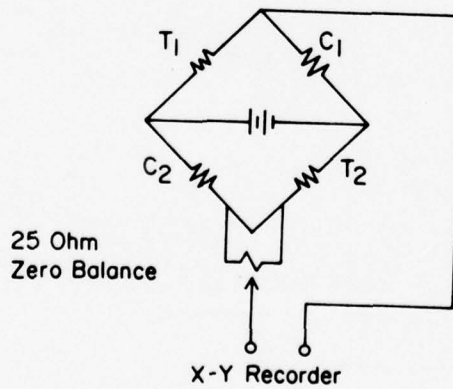 T1
C1
C2
T2
25 Ohm
Zero Balance
X-Y Recorder